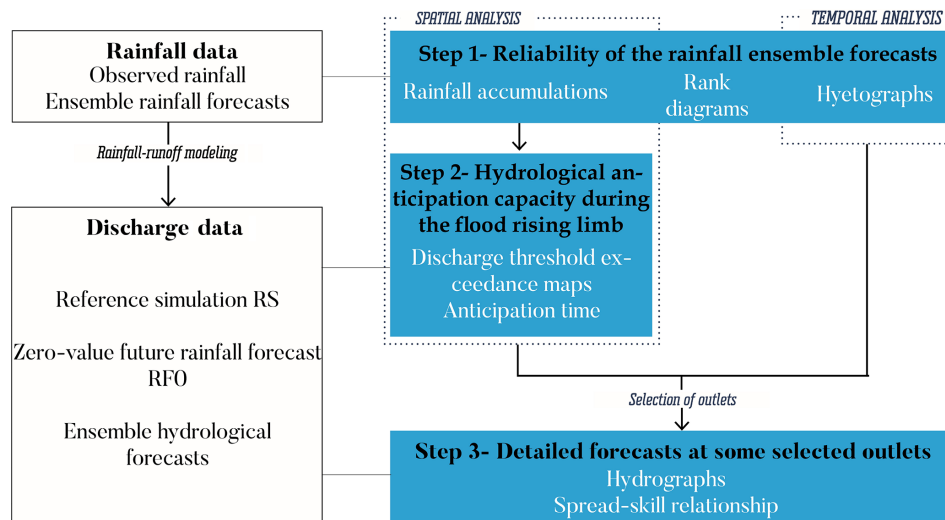 SPATIAL ANALYSIS
TEMPORAL ANALYSIS
Rainfall data
Observed rainfall
Ensemble rainfall forecasts
Step 1- Reliability of the rainfall ensemble forecasts
Rainfall accumulations
Rank
diagrams
Hyetographs
Rainfall-runoff modeling
Step 2- Hydrological an-
ticipation capacity during
the flood rising limb
Discharge threshold ex-
ceedance maps
Anticipation time
Discharge data
Reference simulation RS
Zero-value future rainfall forecast
RF0
Ensemble hydrological
forecasts
Selection of outlets
Step 3- Detailed forecasts at some selected outlets
Hydrographs
Spread-skill relationship